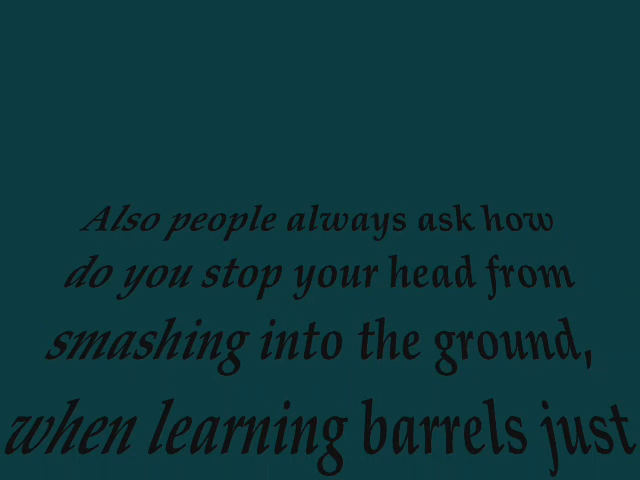 Also people always ask how
do you stop your head from
smashing into the ground,
when learning barrels just